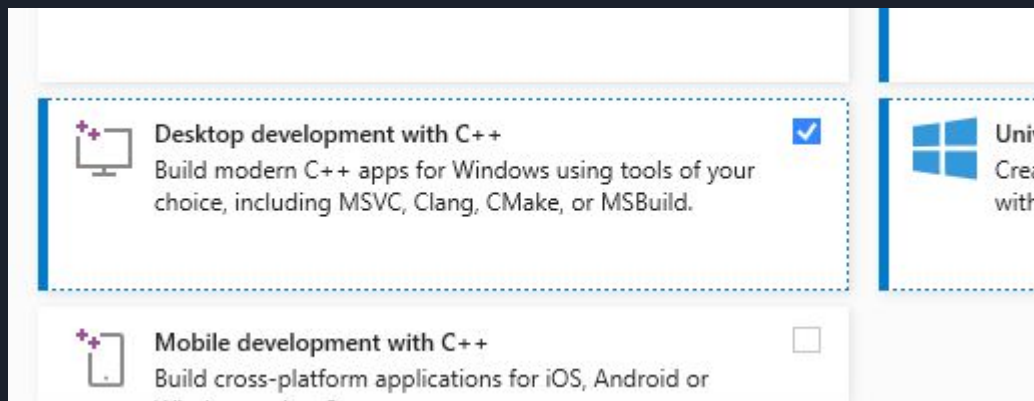 Desktop development with C++
Build modern C++ apps for Windows using tools of your
choice, including MSVC, Clang, CMake, or MSBuild.
Mobile development with C++
Build cross-platform applications for iOS, Android or